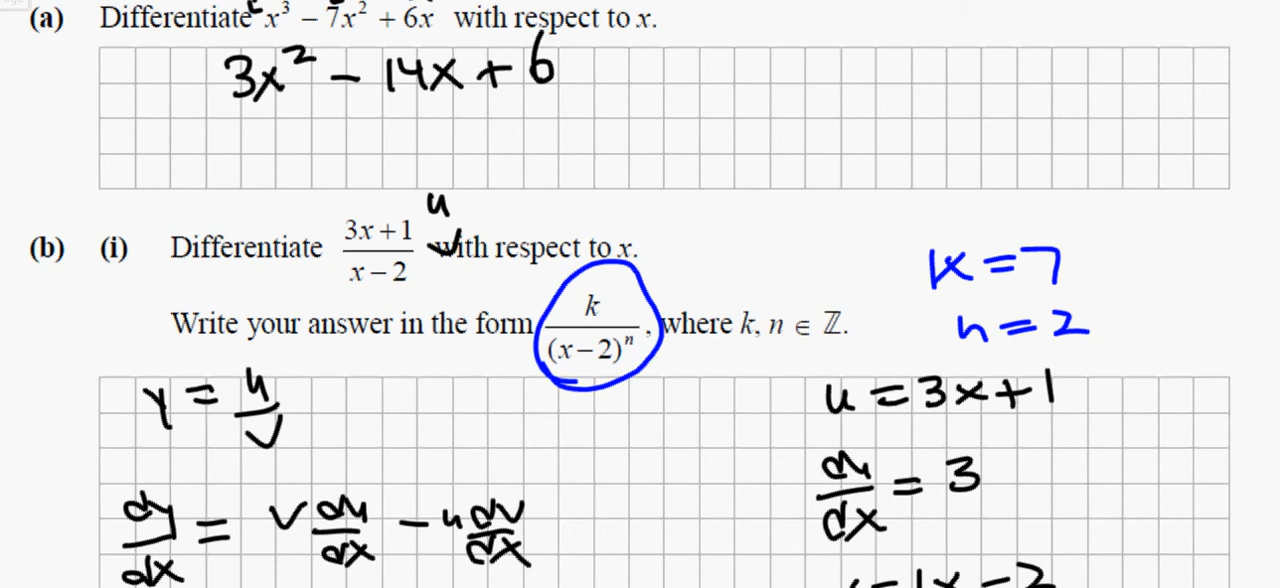 (a) Differentiate x³ − 7x² + 6x with respect to x.
3x² − 14x + 6
u
(b) (i) Differentiate (3x + 1)/(x − 2) with respect to x.
v
k = 7
Write your answer in the form k/(x − 2)ⁿ, where k, n ∈ ℤ.
n = 2
y = u/v
u = 3x + 1
du/dx = 3
dy/dx = v du/dx − u dv/dx